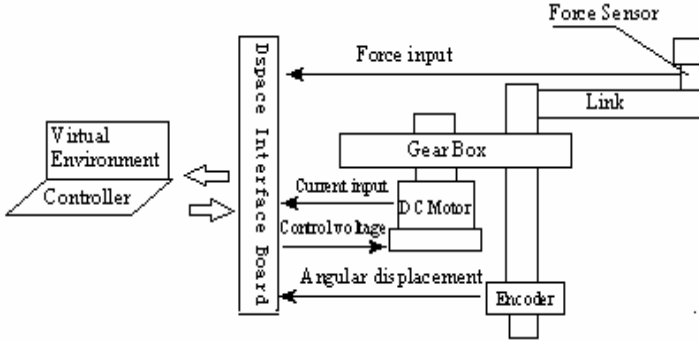 Force Sensor
Force input
Link
Virtual
Environment
Controller
Dspace Interface Board
Gear Box
Current input
DC Motor
Control voltage
Angular displacement
Encoder